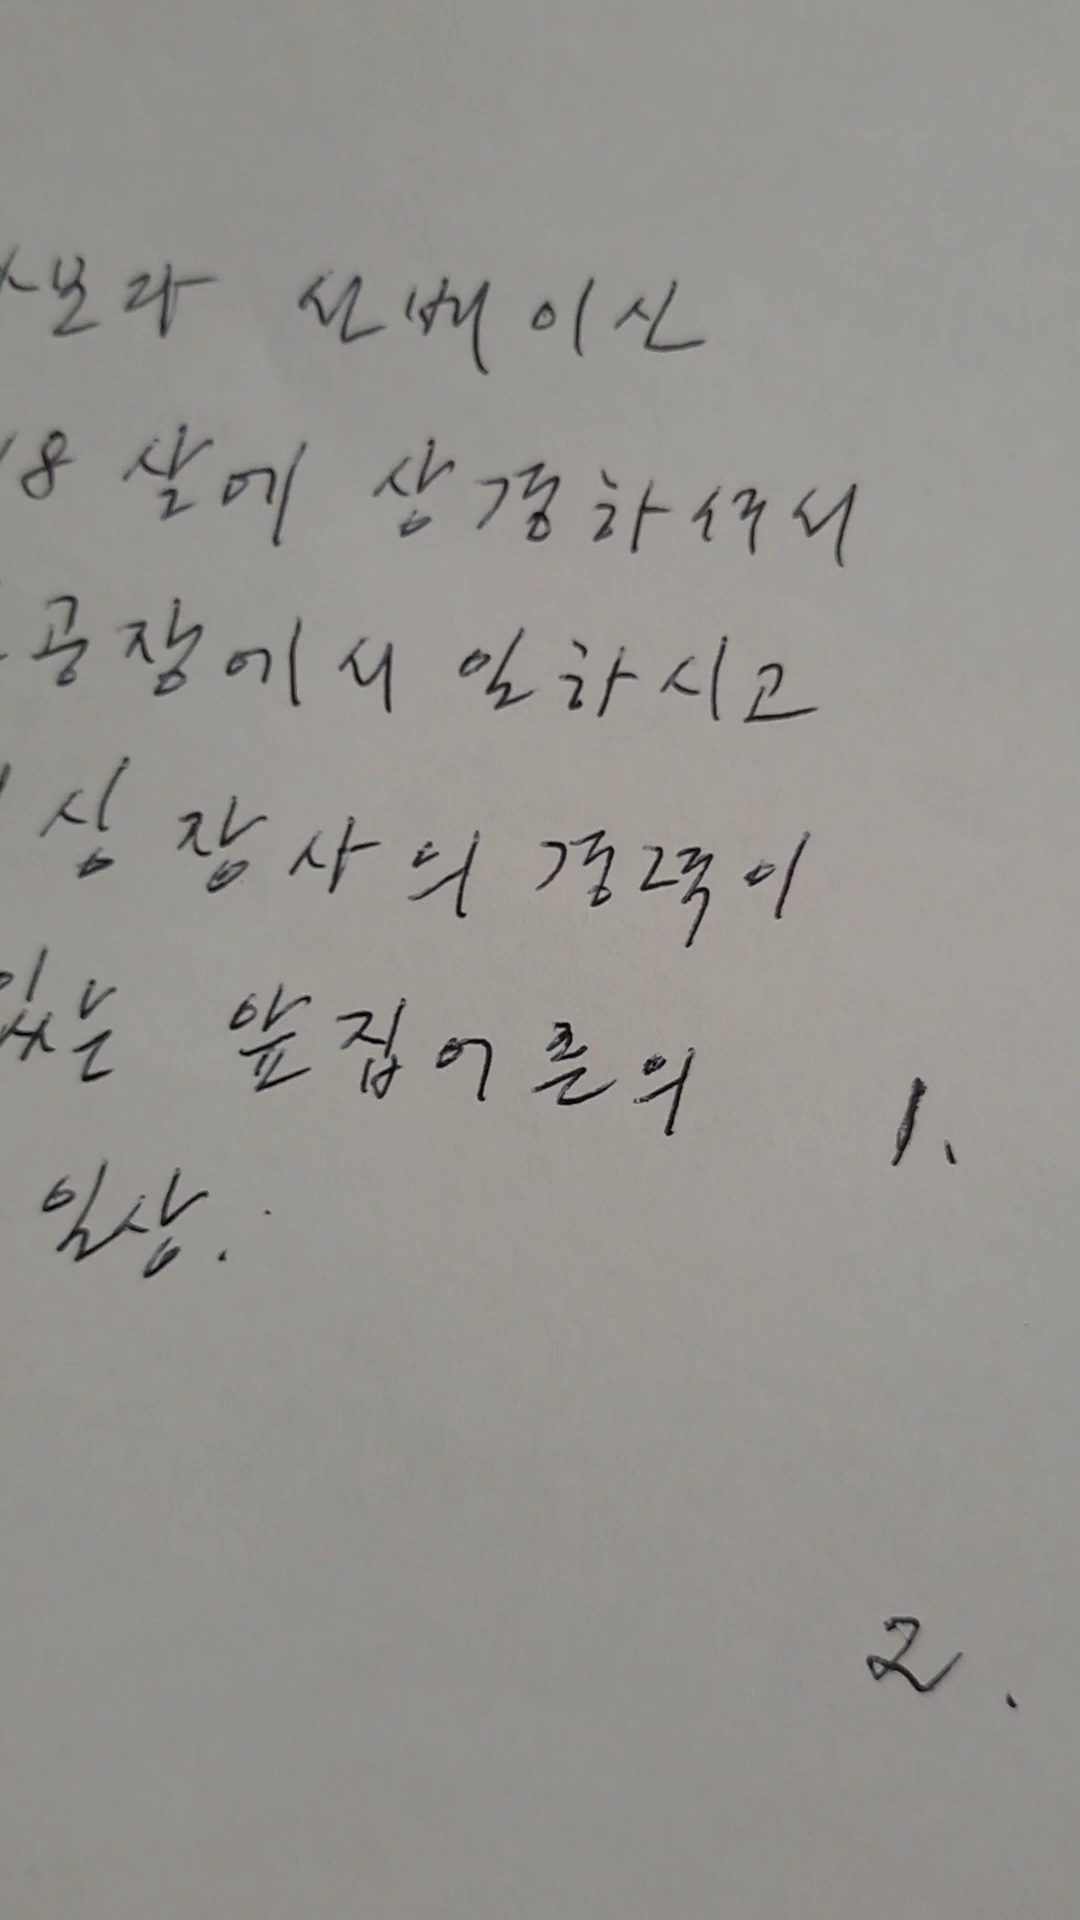 보다 선배이신
18살에 상경하셔서
공장에서 일하시고
심장사의 경력이
있는 앞집어른의
일상.
1.
2.